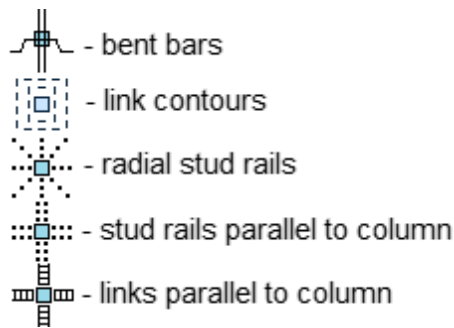 - bent bars
- link contours
- radial stud rails
- stud rails parallel to column
- links parallel to column